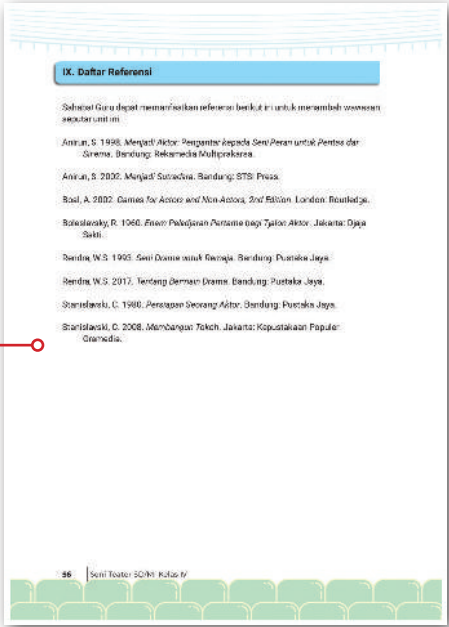 IX. Daftar Referensi
Sahabat Guru dapat memanfaatkan referensi berikut ini untuk menambah wawasan
seputar unit ini.
Anirun, S. 1998. Menjadi Aktor: Pengantar kepada Seni Peran untuk Pentas dan
Sinema. Bandung: Rekamedia Multiprakarsa.
Anirun, S. 2002. Menjadi Sutradara. Bandung: STSI Press.
Boal, A. 2002. Games for Actors and Non-Actors, 2nd Edition. London: Routledge.
Boleslavsky, R. 1960. Enam Peladjaran Pertama bagi Tjalon Aktor. Jakarta: Djaja
Sakti.
Rendra, W.S. 1993. Seni Drama untuk Remaja. Bandung: Pustaka Jaya.
Rendra, W.S. 2017. Tentang Bermain Drama. Bandung: Pustaka Jaya.
Stanislavski, C. 1980. Persiapan Seorang Aktor. Bandung: Pustaka Jaya.
Stanislavski, C. 2008. Membangun Tokoh. Jakarta: Kepustakaan Populer
Gramedia.
56 Seni Teater SD/MI Kelas IV